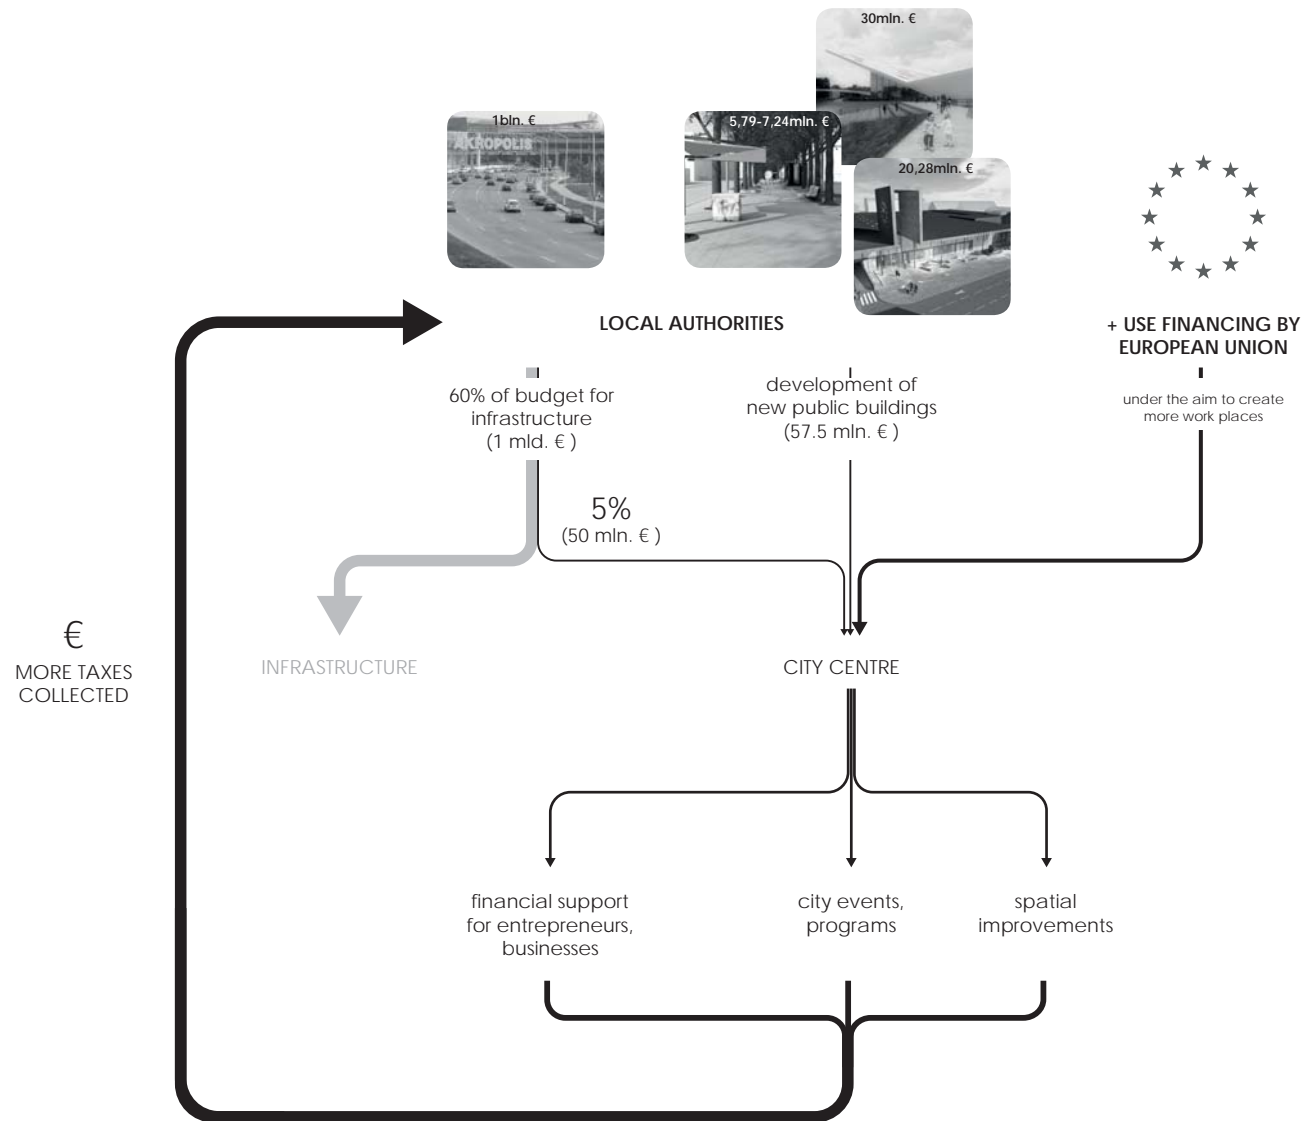 30mln. €
1bln. €
5,79-7,24mln. €
AKROPOLIS
20,28mln. €
LOCAL AUTHORITIES
+ USE FINANCING BY
EUROPEAN UNION
60% of budget for
infrastructure
(1 mld. € )
development of
new public buildings
(57.5 mln. € )
under the aim to create
more work places
5%
(50 mln. € )
€
MORE TAXES
COLLECTED
INFRASTRUCTURE
CITY CENTRE
financial support
for entrepreneurs,
businesses
city events,
programs
spatial
improvements